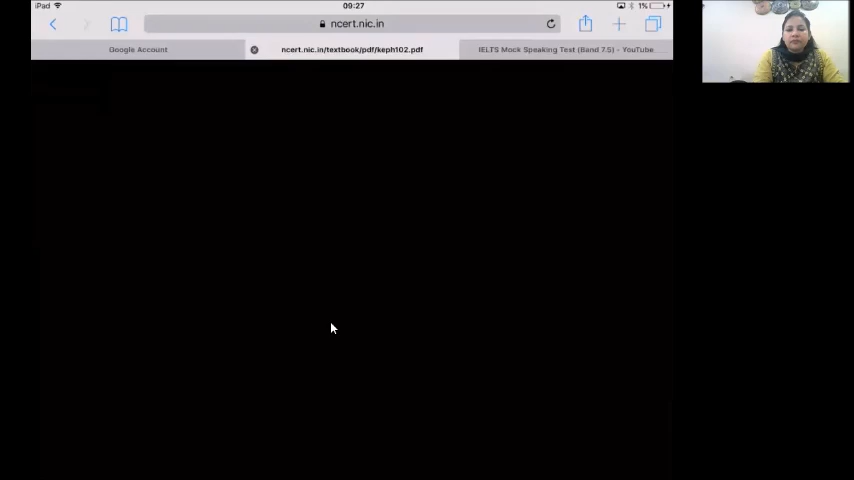 iPad 09:27 1%
ncert.nic.in
Google Account ncert.nic.in/textbook/pdf/keph102.pdf IELTS Mock Speaking Test (Band 7.5) - YouTube